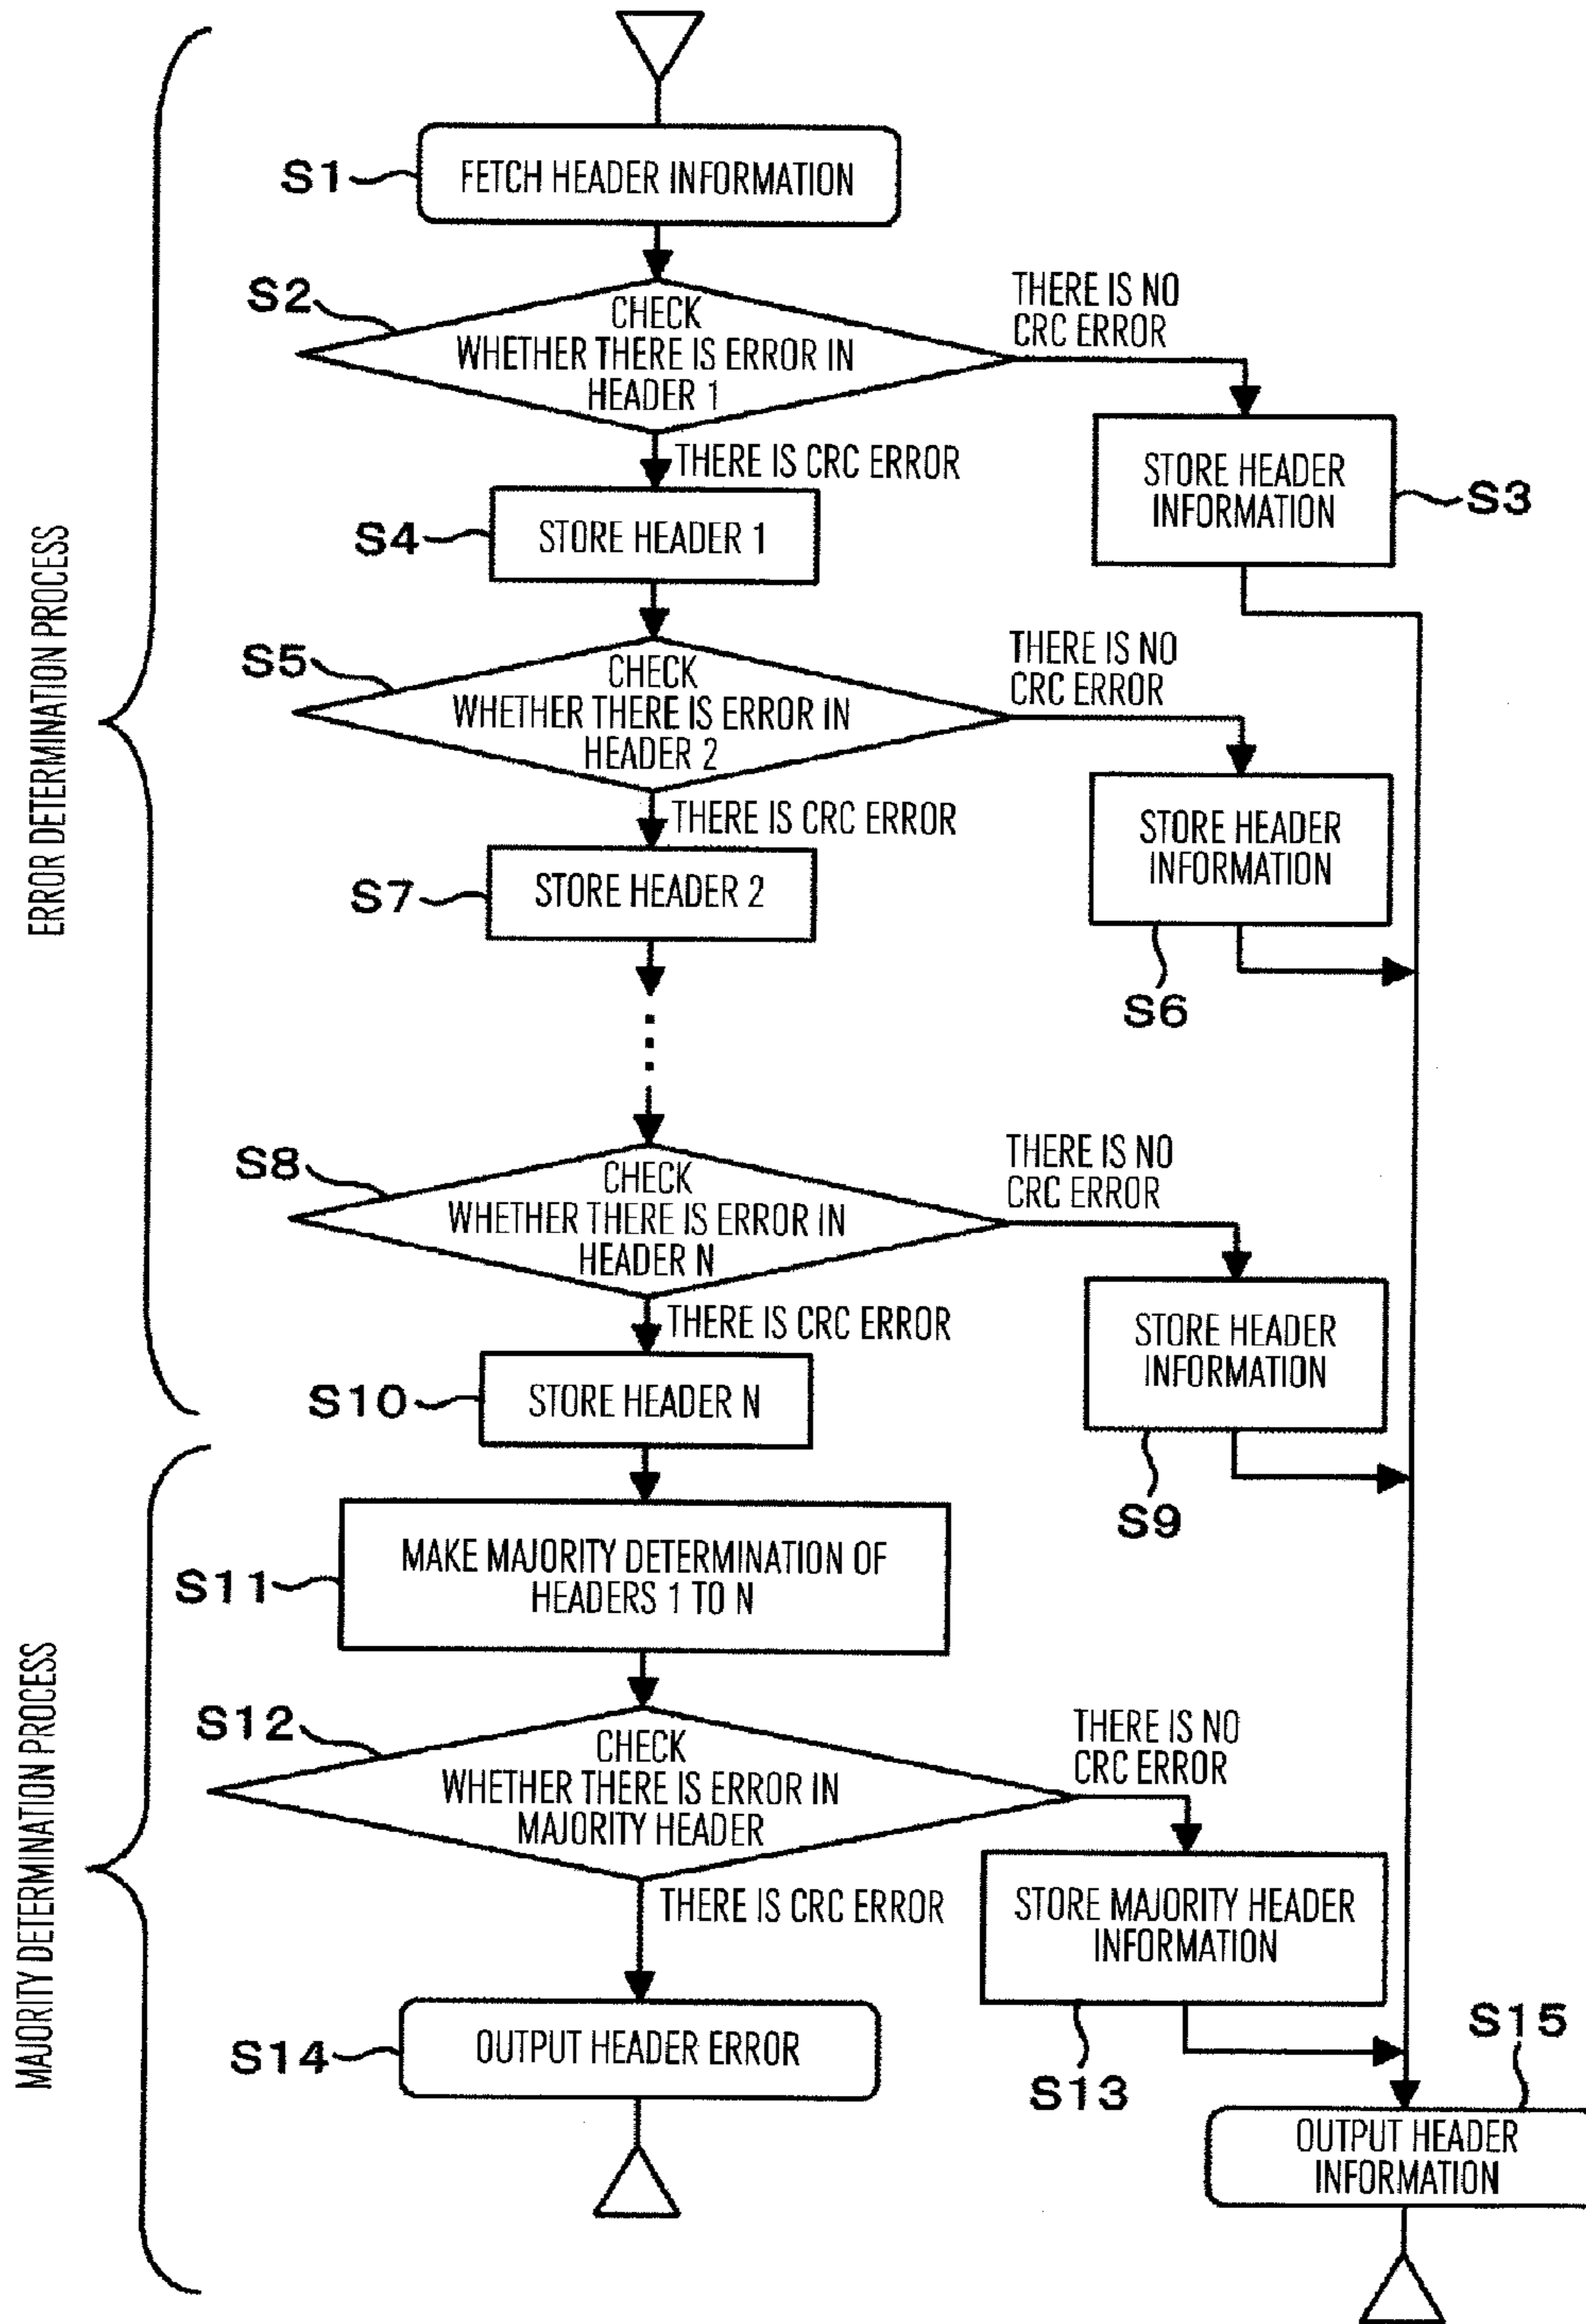 S1
FETCH HEADER INFORMATION
S2
CHECK
WHETHER THERE IS ERROR IN
HEADER 1
THERE IS NO
CRC ERROR
THERE IS CRC ERROR
STORE HEADER
INFORMATION
S3
S4
STORE HEADER 1
ERROR DETERMINATION PROCESS
S5
CHECK
WHETHER THERE IS ERROR IN
HEADER 2
THERE IS NO
CRC ERROR
THERE IS CRC ERROR
STORE HEADER
INFORMATION
S6
S7
STORE HEADER 2
S8
CHECK
WHETHER THERE IS ERROR IN
HEADER N
THERE IS NO
CRC ERROR
THERE IS CRC ERROR
STORE HEADER
INFORMATION
S9
S10
STORE HEADER N
S11
MAKE MAJORITY DETERMINATION OF
HEADERS 1 TO N
MAJORITY DETERMINATION PROCESS
S12
CHECK
WHETHER THERE IS ERROR IN
MAJORITY HEADER
THERE IS NO
CRC ERROR
THERE IS CRC ERROR
STORE MAJORITY HEADER
INFORMATION
S13
S14
OUTPUT HEADER ERROR
S15
OUTPUT HEADER
INFORMATION